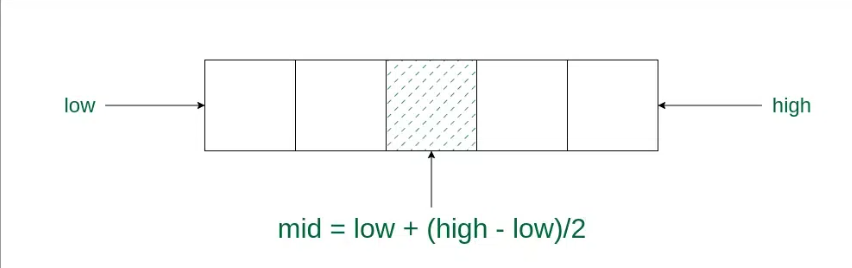 low
high
mid = low + (high - low)/2